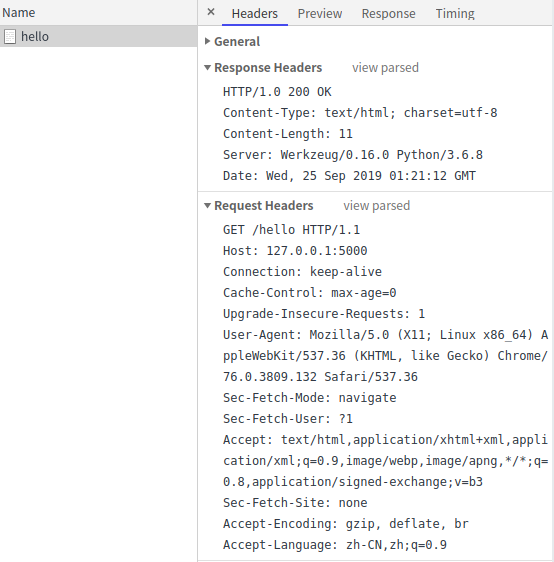 Name
hello
× Headers Preview Response Timing
General
Response Headers view parsed
HTTP/1.0 200 OK
Content-Type: text/html; charset=utf-8
Content-Length: 11
Server: Werkzeug/0.16.0 Python/3.6.8
Date: Wed, 25 Sep 2019 01:21:12 GMT
Request Headers view parsed
GET /hello HTTP/1.1
Host: 127.0.0.1:5000
Connection: keep-alive
Cache-Control: max-age=0
Upgrade-Insecure-Requests: 1
User-Agent: Mozilla/5.0 (X11; Linux x86_64) A
ppleWebKit/537.36 (KHTML, like Gecko) Chrome/
76.0.3809.132 Safari/537.36
Sec-Fetch-Mode: navigate
Sec-Fetch-User: ?1
Accept: text/html,application/xhtml+xml,appli
cation/xml;q=0.9,image/webp,image/apng,*/*;q=
0.8,application/signed-exchange;v=b3
Sec-Fetch-Site: none
Accept-Encoding: gzip, deflate, br
Accept-Language: zh-CN,zh;q=0.9